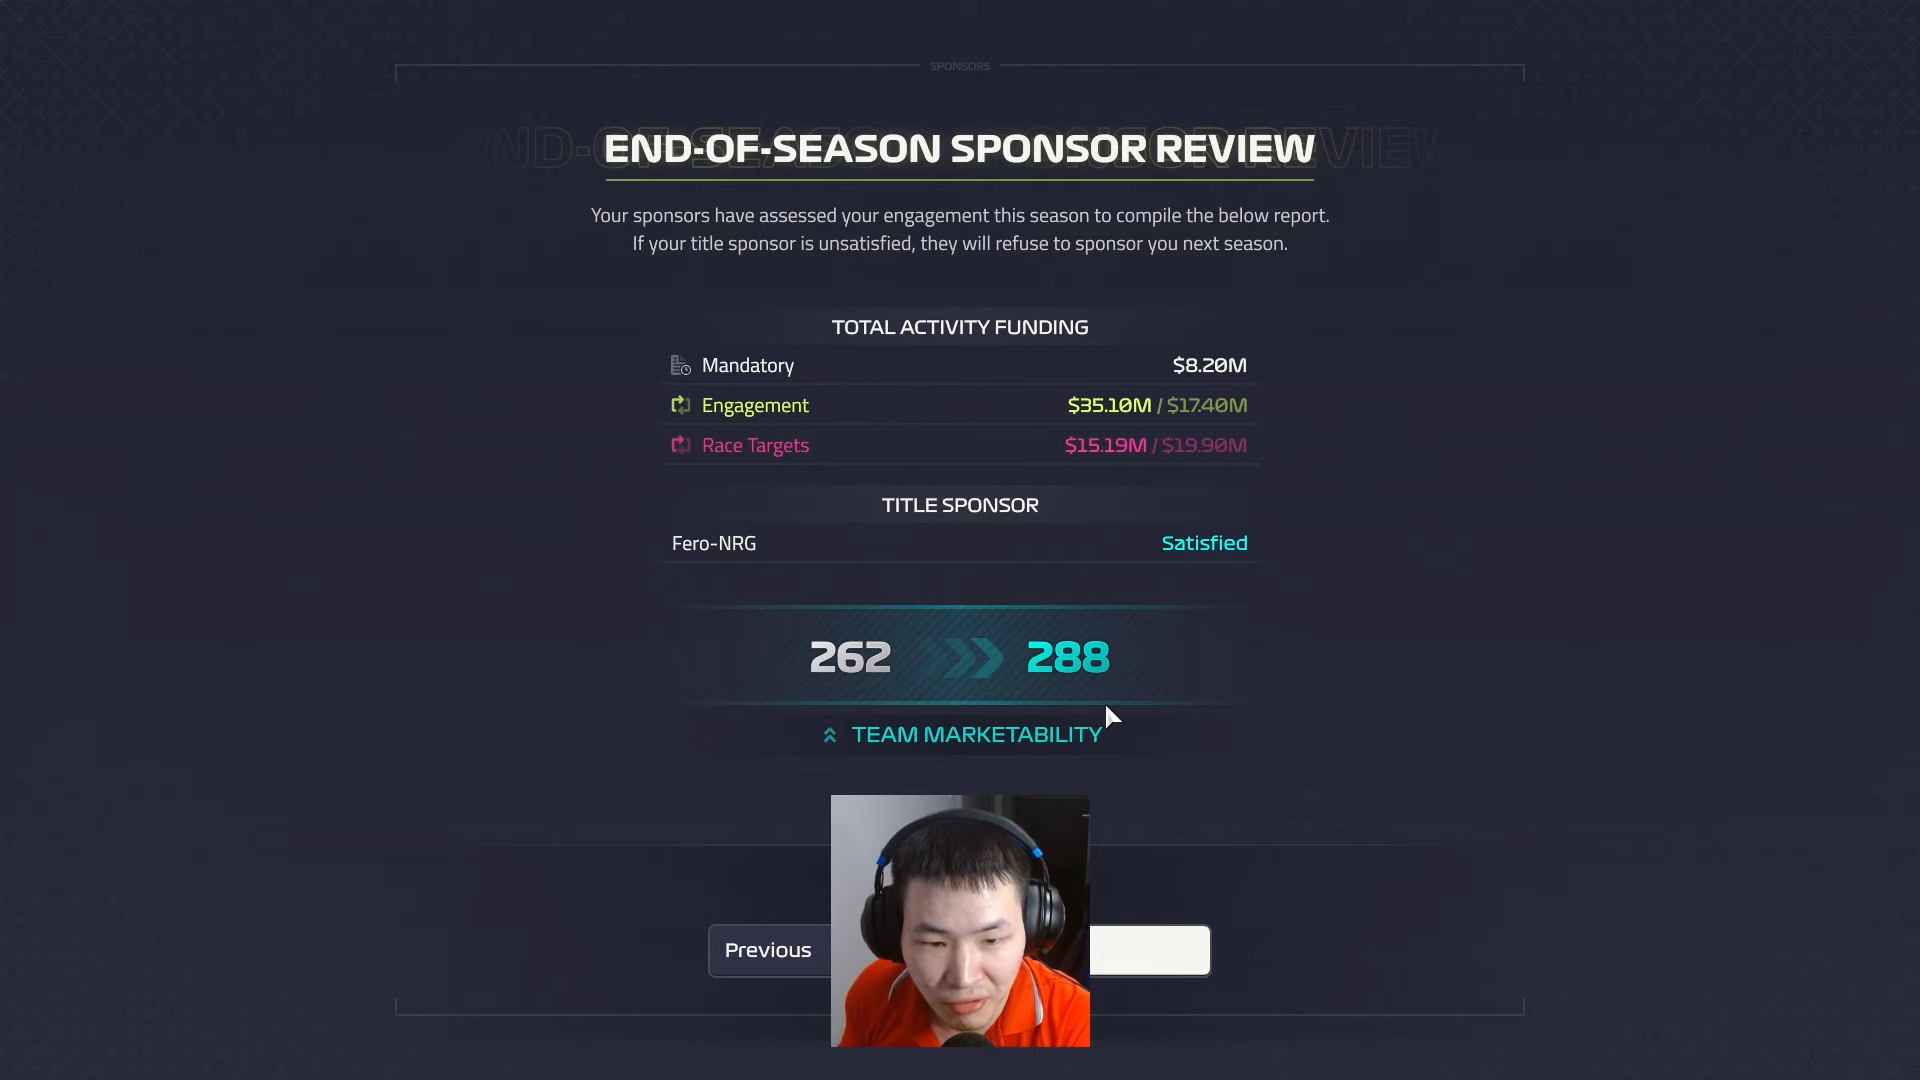 SPONSORS
END-OF-SEASON SPONSOR REVIEW
Your sponsors have assessed your engagement this season to compile the below report.
If your title sponsor is unsatisfied, they will refuse to sponsor you next season.
TOTAL ACTIVITY FUNDING
Mandatory $8.20M
Engagement $35.10M / $17.40M
Race Targets $15.19M / $19.90M
TITLE SPONSOR
Fero-NRG Satisfied
262 288
TEAM MARKETABILITY
Previous